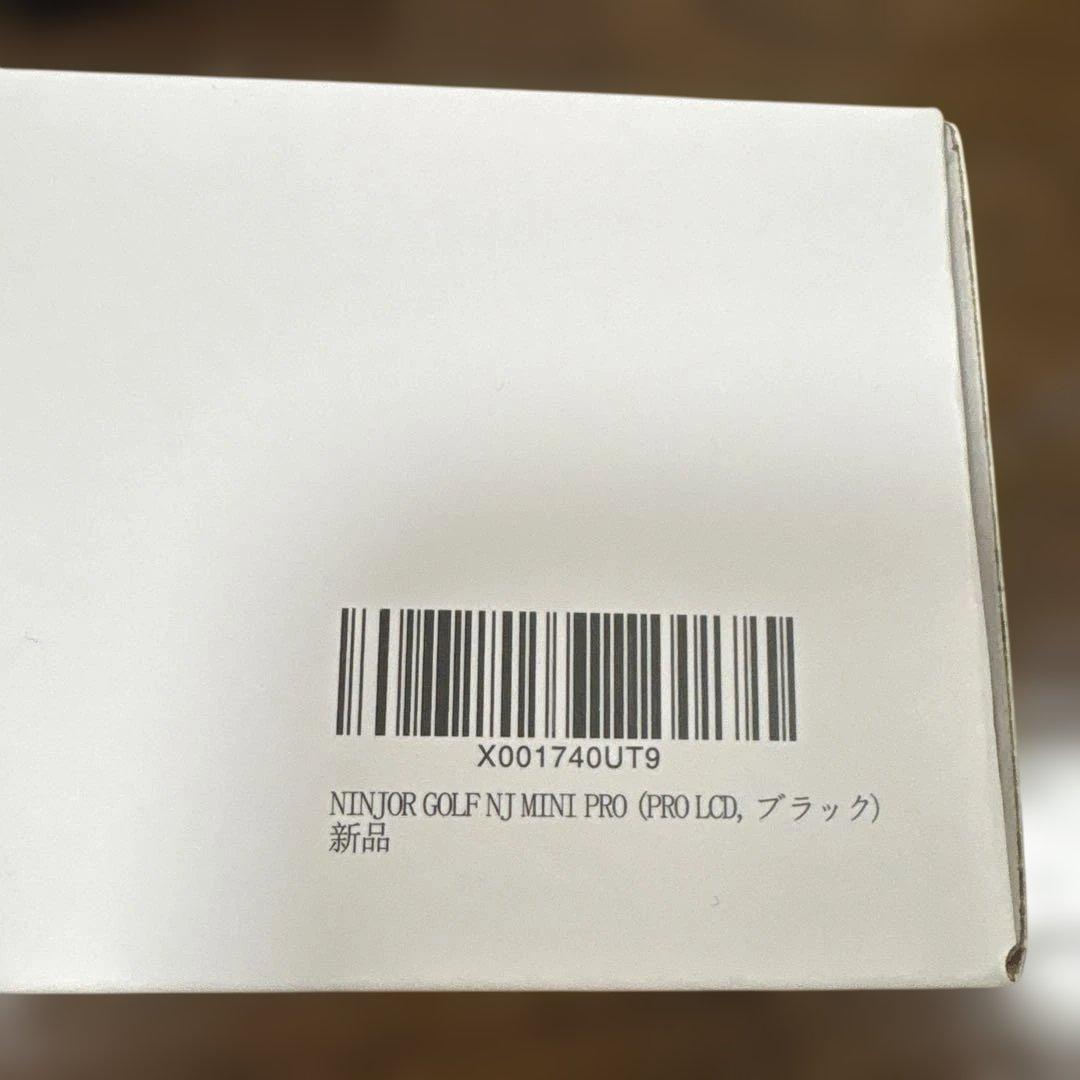 X001740UT9
NINJOR GOLF NJ MINI PRO (PRO LCD, ブラック)
新品